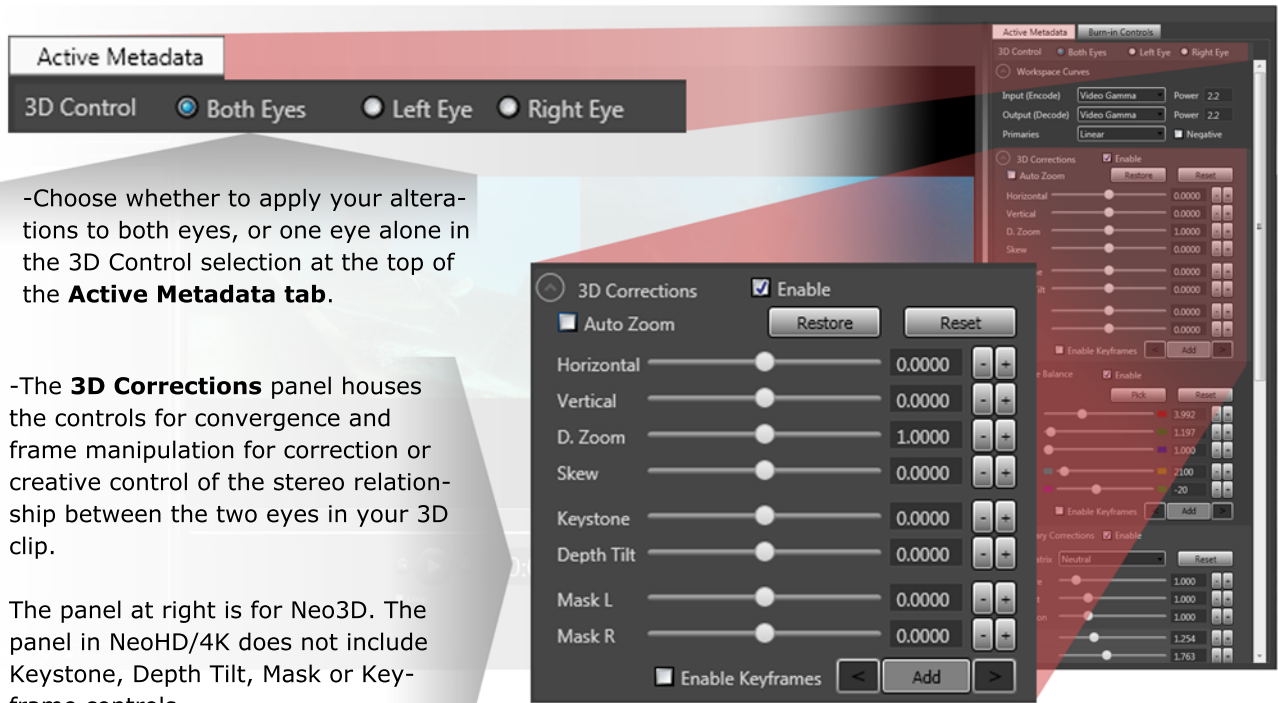 Active Metadata
3D Control Both Eyes Left Eye Right Eye
-Choose whether to apply your altera-
tions to both eyes, or one eye alone in
the 3D Control selection at the top of
the Active Metadata tab.
-The 3D Corrections panel houses
the controls for convergence and
frame manipulation for correction or
creative control of the stereo relation-
ship between the two eyes in your 3D
clip.
The panel at right is for Neo3D. The
panel in NeoHD/4K does not include
Keystone, Depth Tilt, Mask or Key-
frame controls
3D Corrections Enable
Auto Zoom Restore Reset
Horizontal 0.0000 - +
Vertical 0.0000 - +
D. Zoom 1.0000 - +
Skew 0.0000 - +
Keystone 0.0000 - +
Depth Tilt 0.0000 - +
Mask L 0.0000 - +
Mask R 0.0000 - +
Enable Keyframes < Add >
Active Metadata Burn-in Controls
3D Control Both Eyes Left Eye Right Eye
Workspace Curves
Input (Encode) Video Gamma Power 2.2
Output (Decode) Video Gamma Power 2.2
Primaries Linear Negative
3D Corrections Enable
Auto Zoom Restore Reset
Horizontal 0.0000 - +
Vertical 0.0000 - +
D. Zoom 1.0000 - +
Skew 0.0000 - +
0.0000 - +
0.0000 - +
0.0000 - +
0.0000 - +
Enable Keyframes < Add >
Balance Enable
Pick Reset
3.992 - +
1.197 - +
1.000 - +
2100 - +
-20 - +
Enable Keyframes < Add >
Corrections Enable
Neutral Reset
1.000 - +
1.000 - +
1.000 - +
1.254 - +
1.763 - +